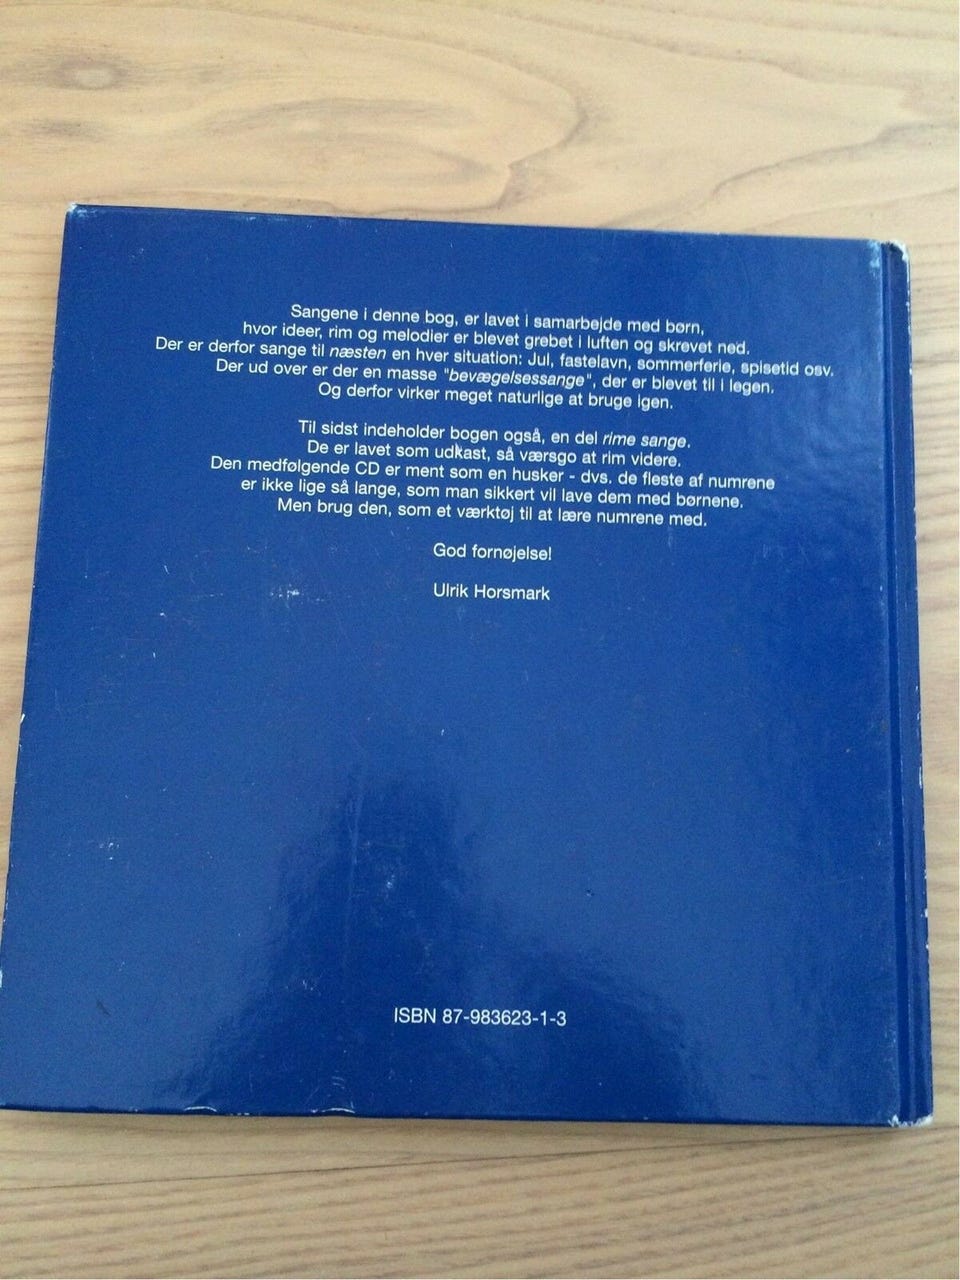 Sangene i denne bog, er lavet i samarbejde med børn,
hvor ideer, rim og melodier er blevet grebet i luften og skrevet ned.
Der er derfor sange til næsten en hver situation: Jul, fastelavn, sommerferie, spisetid osv.
Der ud over er der en masse "bevægelsessange", der er blevet til i legen.
Og derfor virker meget naturlige at bruge igen.
Til sidst indeholder bogen også, en del rime sange.
De er lavet som udkast, så værsgo at rim videre.
Den medfølgende CD er ment som en husker - dvs. de fleste af numrene
er ikke lige så lange, som man sikkert vil lave dem med børnene.
Men brug den, som et værktøj til at lære numrene med.
God fornøjelse!
Ulrik Horsmark
ISBN 87-983623-1-3